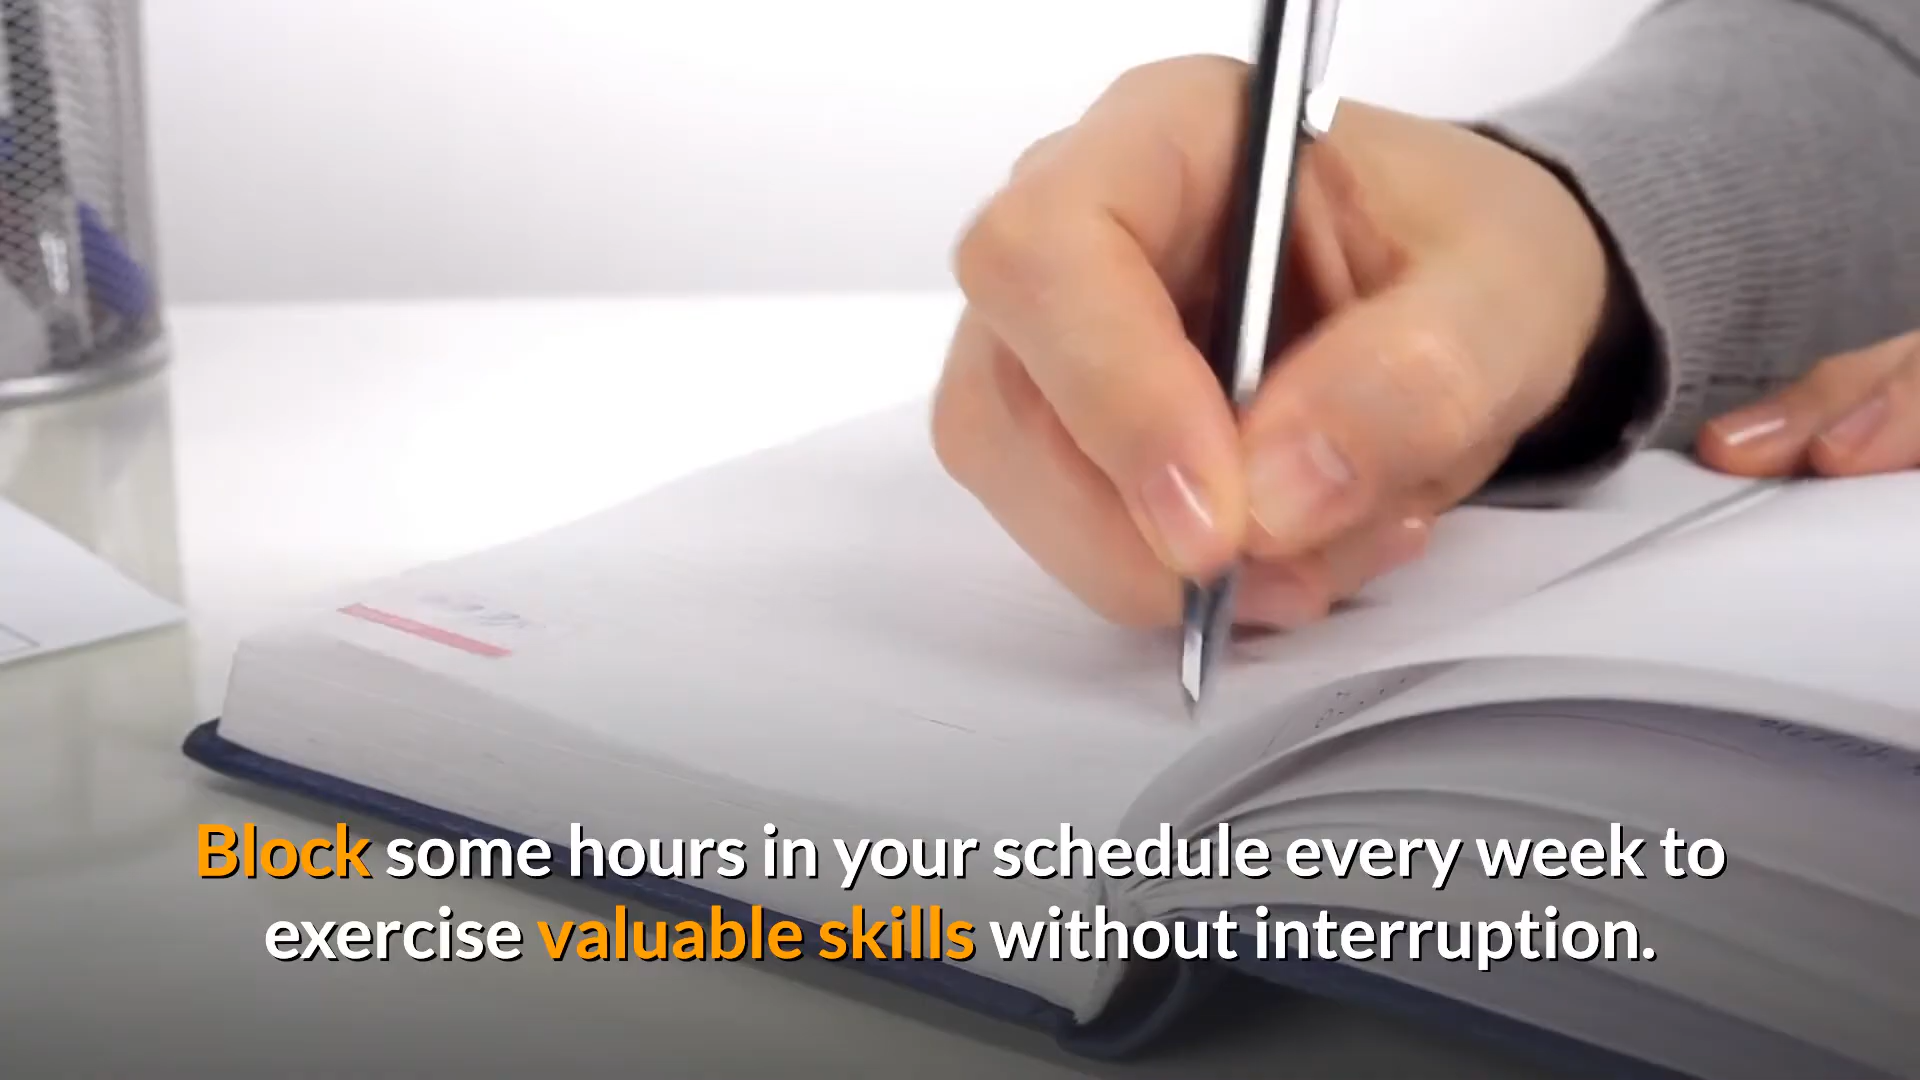 Block some hours in your schedule every week to
exercise valuable skills without interruption.